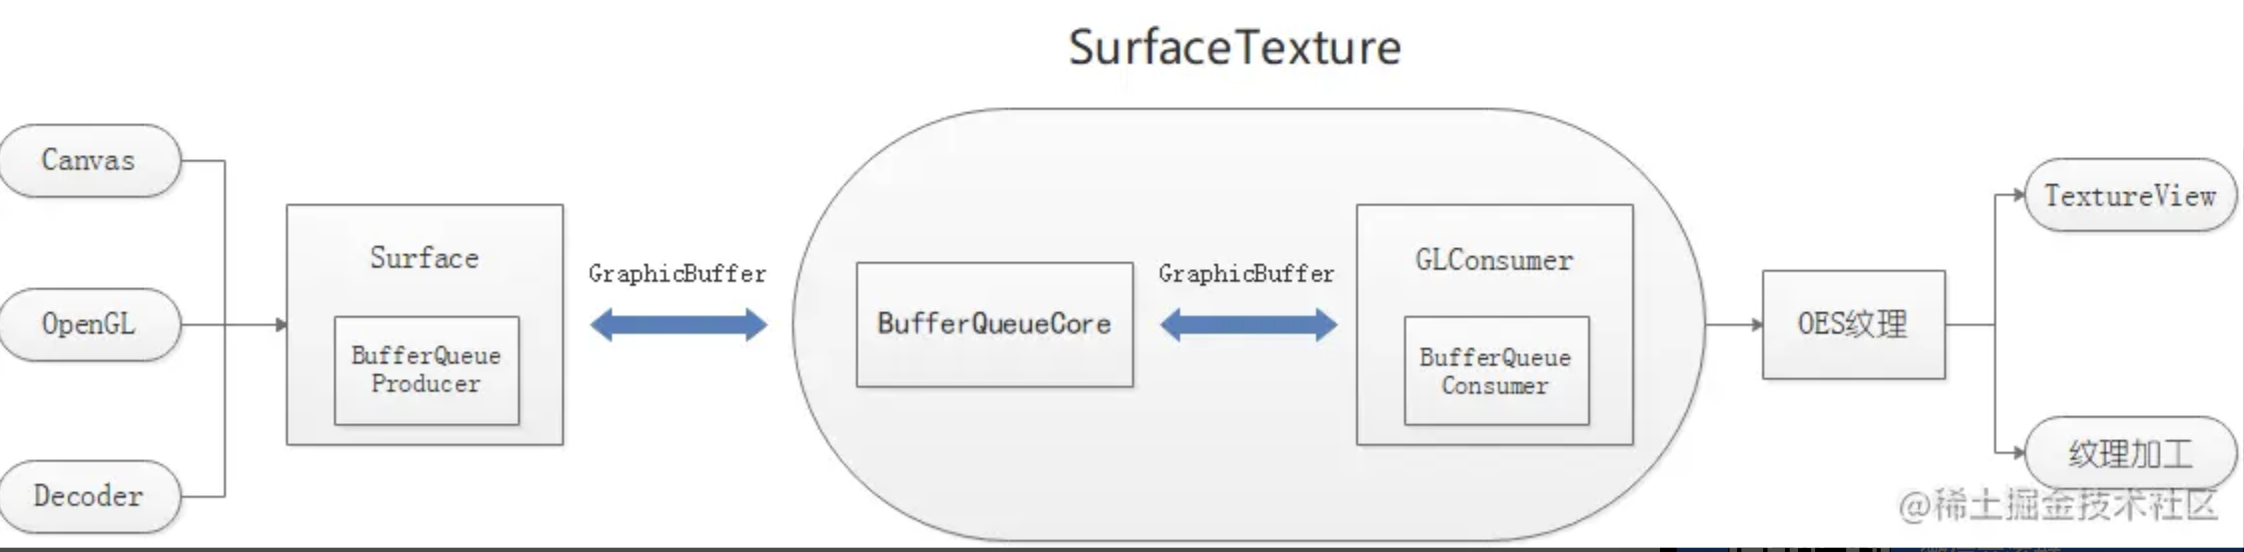 SurfaceTexture
Canvas
OpenGL
Decoder
Surface
BufferQueue
Producer
GraphicBuffer
BufferQueueCore
GraphicBuffer
GLConsumer
BufferQueue
Consumer
OES纹理
TextureView
纹理加工
@稀土掘金技术社区